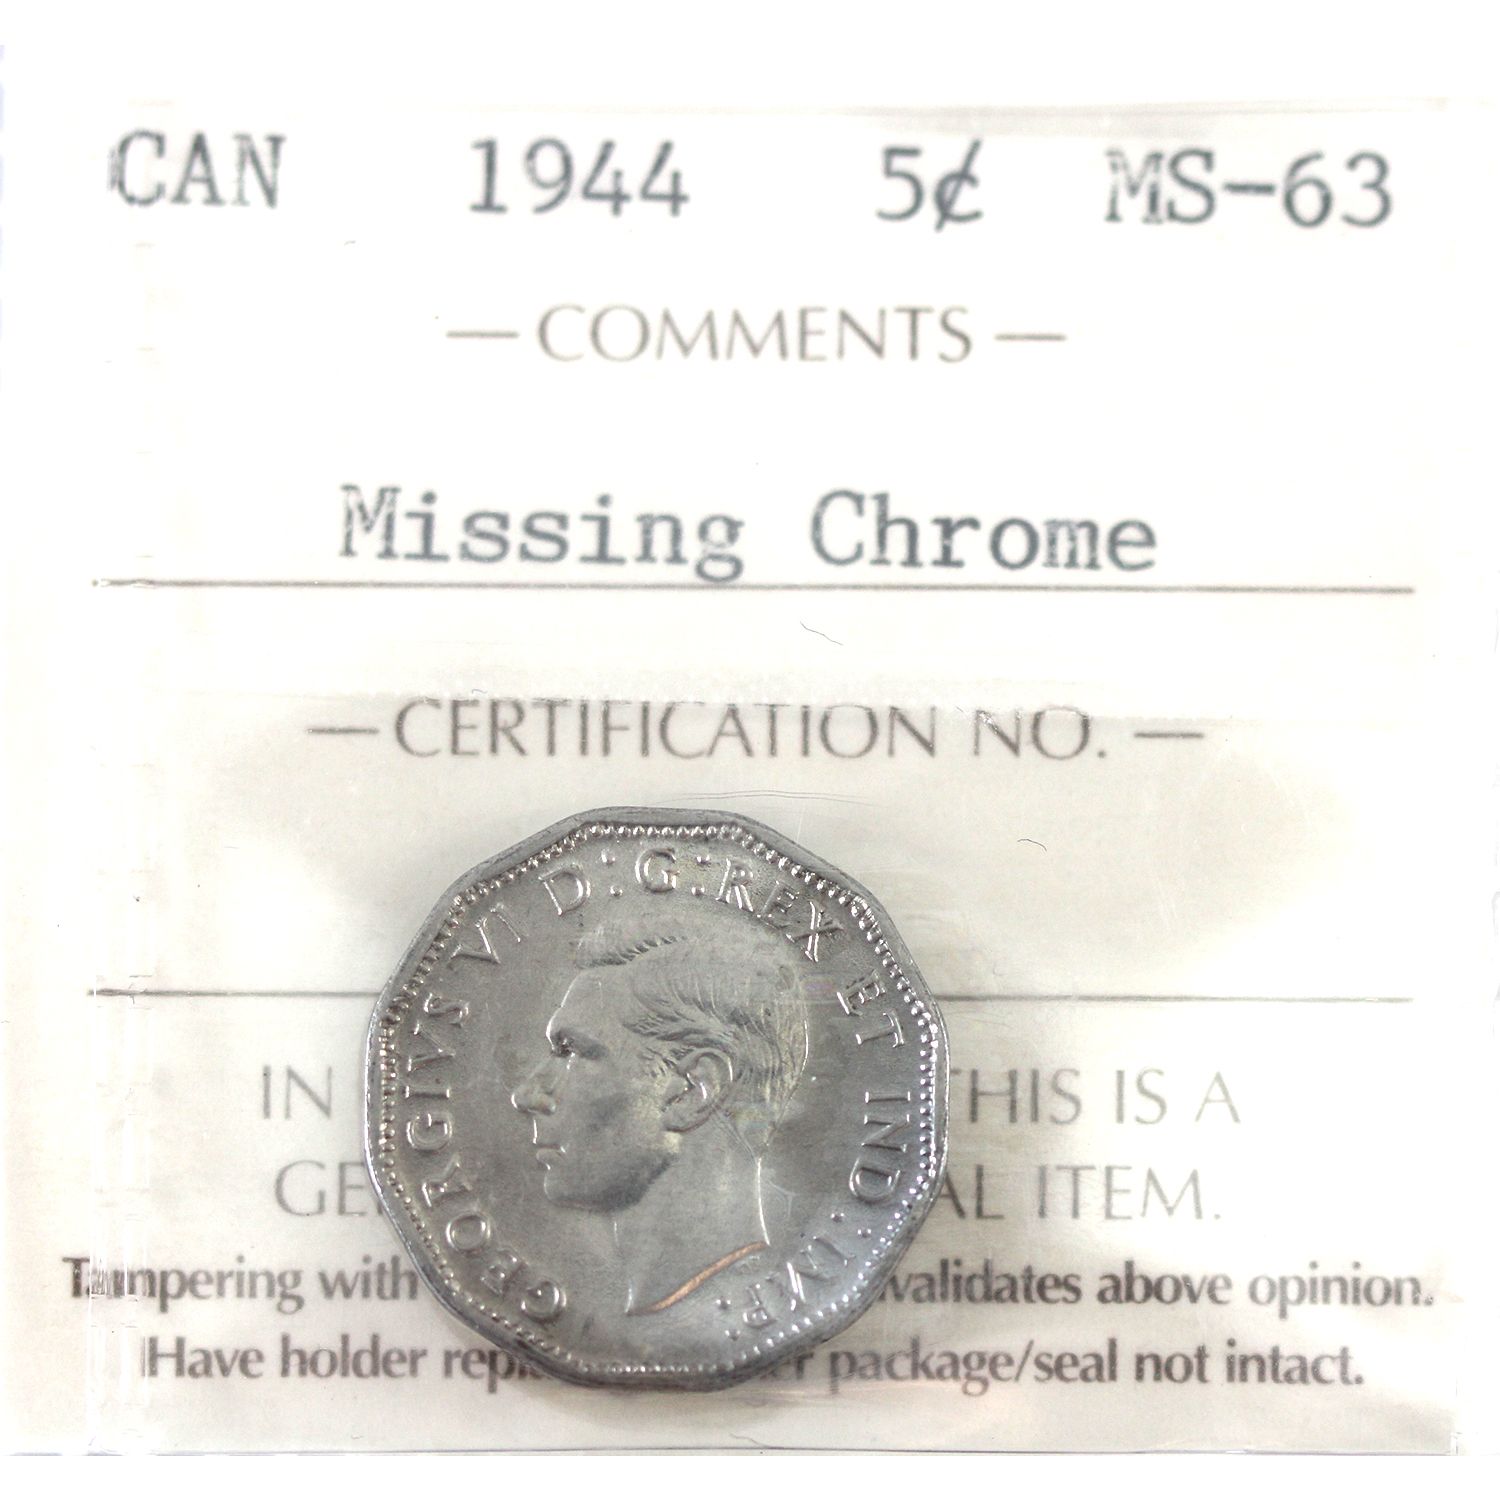 CAN 1944 5¢ MS-63
— COMMENTS —
Missing Chrome
— CERTIFICATION NO. —
GEORGIVS VI D:G:REX ET IND:IMP:
IN THIS IS A
GE AL ITEM.
Tampering with validates above opinion.
Have holder repl er package/seal not intact.